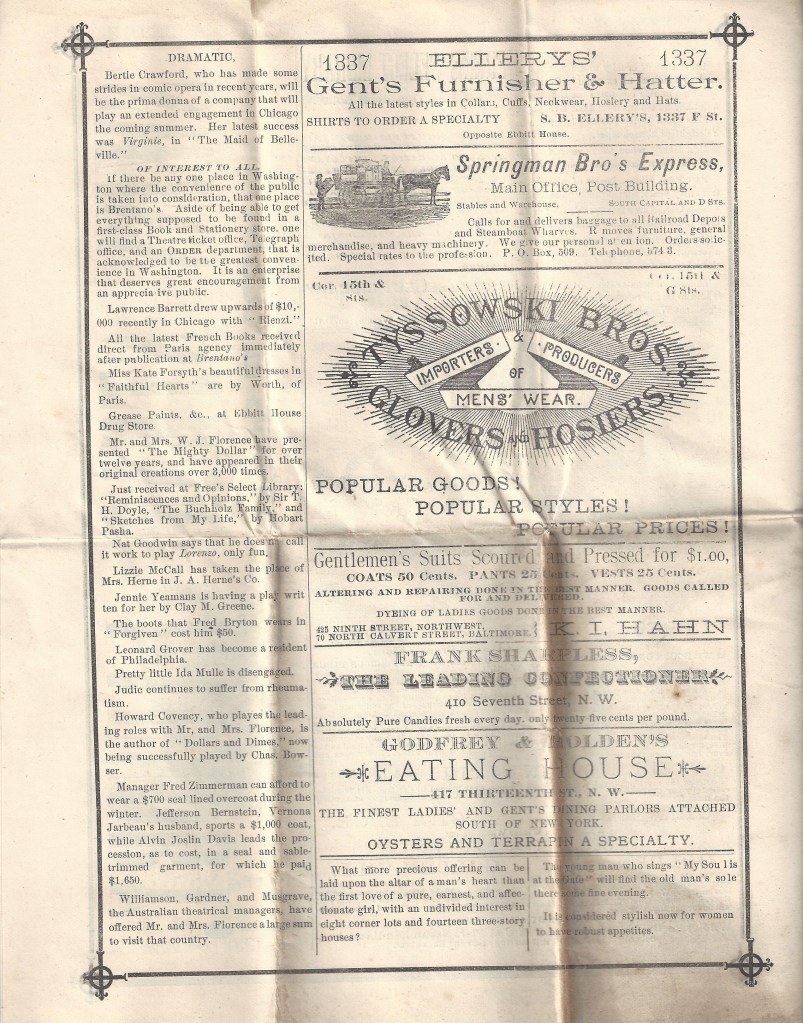 DRAMATIC.
Bertie Crawford, who has made some
strides in comic opera in recent years, will
be the prima donna of a company that will
play an extended engagement in Chicago
the coming summer. Her latest success
was Virginie, in "The Maid of Belle-
ville."
OF INTEREST TO ALL.
If there be any one place in Washing-
ton where the convenience of the public
is taken into consideration, that one place
is Brentano's. Aside of being able to get
everything supposed to be found in a
first-class Book and Stationery store, one
will find a Theatre ticket office, Telegraph
office, and an ORDER department, that is
acknowledged to be the greatest conven-
ience in Washington. It is an enterprise
that deserves great encouragement from
an apprecia ive public.
Lawrence Barrett drew upwards of $10,-
000 recently in Chicago with "Rienzi."
All the latest French Books received
direct from Paris agency immediately
after publication at Brentano's
Miss Kate Forsyth's beautiful dresses in
"Faithful Hearts" are by Worth, of
Paris.
Grease Paints, &c., at Ebbitt House
Drug Store.
Mr. and Mrs. W. J. Florence have pre-
sented "The Mighty Dollar" for over
twelve years, and have appeared in their
original creations over 3,000 times.
Just received at Free's Select Library:
"Reminiscences and Opinions," by Sir T.
H. Doyle, "The Buchholz Family," and
"Sketches from My Life," by Hobart
Pasha.
Nat Goodwin says that he does n call
it work to play Lorenzo, only fun.
Lizzie McCall has taken the place of
Mrs. Herne in J. A. Herne's Co.
Jennie Yeamans is having a play writ
ten for her by Clay M. Greene.
The boots that Fred Bryton wears in
"Forgiven" cost him $50.
Leonard Grover has become a resident
of Philadelphia.
Pretty little Ida Mulle is disengaged.
Judic continues to suffer from rheuma-
tism.
Howard Covency, who playes the lead-
ing roles with Mr, and Mrs. Florence, is
the author of "Dollars and Dimes," now
being successfully played by Chas. Bow-
ser.
Manager Fred Zimmerman can afford to
wear a $700 seal lined overcoat during the
winter. Jefferson Bernstein, Vernona
Jarbeau's husband, sports a $1,000 coat,
while Alvin Joslin Davis leads the pro-
cession, as to cost, in a seal and sable-
trimmed garment, for which he paid
$1,650.
Williamson, Gardner, and Musgrave,
the Australian theatrical managers, have
offered Mr. and Mrs. Florence a large sum
to visit that country.
1337 ELLERYS' 1337
Gent's Furnisher & Hatter.
All the latest styles in Collars, Cuffs, Neckwear, Hosiery and Hats
SHIRTS TO ORDER A SPECIALTY S. B. ELLERY'S, 1337 F St.
Opposite Ebbitt House.
Springman Bro's Express,
Main Office, Post Building.
Stables and Warehouse. SOUTH CAPITAL AND D STS.
Calls for and delivers baggage to all Railroad Depots
and Steamboat Wharves. R moves furniture, general
merchandise, and heavy machinery. We give our personal at en ion. Orders so ic-
ited. Special rates to the profession. P. O. Box, 509. Telephone, 574 3.
Cor. 15th &
Sts.
15th &
G Sts.
TYSSOWSKI BROS.
IMPORTERS & PRODUCERS
OF
MENS' WEAR.
GLOVERS AND HOSIERS.
POPULAR GOODS!
POPULAR STYLES!
POPULAR PRICES!
Gentlemen's Suits Scoured and Pressed for $1.00,
COATS 50 Cents. PANTS 25 Cents. VESTS 25 Cents.
ALTERING AND REPAIRING DONE IN THE BEST MANNER. GOODS CALLED
FOR AND DELIVERED.
DYEING OF LADIES GOODS DONE IN THE BEST MANNER.
425 NINTH STREET, NORTHWEST,
70 NORTH CALVERT STREET, BALTIMORE. K. I. HAHN
FRANK SHARPLESS,
THE LEADING CONFECTIONER
410 Seventh Street, N. W.
Absolutely Pure Candies fresh every day. only twenty-five cents per pound.
GODFREY & HOLDEN'S
EATING HOUSE
417 THIRTEENTH ST., N. W.
THE FINEST LADIES' AND GENT'S DINING PARLORS ATTACHED
SOUTH OF NEW YORK.
OYSTERS AND TERRAPIN A SPECIALTY.
What more precious offering can be
laid upon the altar of a man's heart than
the first love of a pure, earnest, and affec-
tionate girl, with an undivided interest in
eight corner lots and fourteen three-story
houses?
The young man who sings "My Soul is
at the Gate" will find the old man's sole
there some fine evening.
It is considered stylish now for women
to have robust appetites.